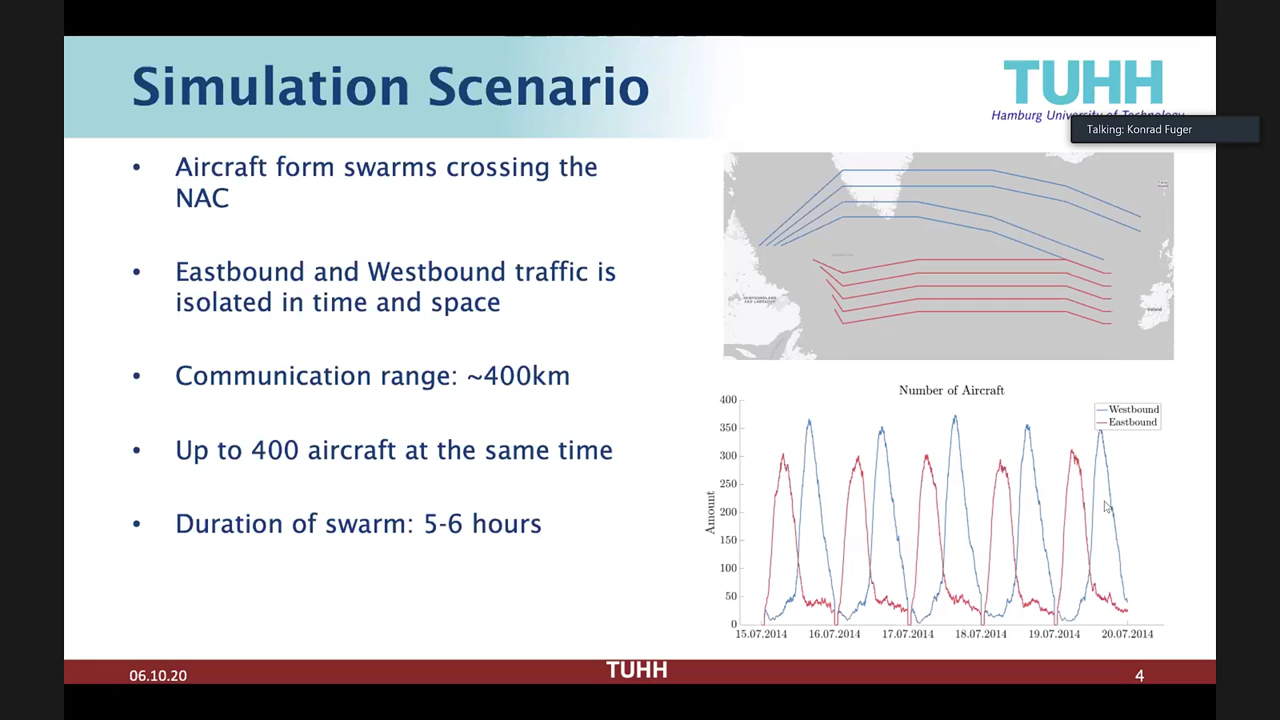 Simulation Scenario
TUHH
Hamburg University of Technology
Talking: Konrad Fuger
• Aircraft form swarms crossing the
NAC
• Eastbound and Westbound traffic is
isolated in time and space
• Communication range: ~400km
• Up to 400 aircraft at the same time
• Duration of swarm: 5-6 hours
NEWFOUNDLAND
AND LABRADOR
Ireland
Number of Aircraft
Westbound
Eastbound
Amount
400
350
300
250
200
150
100
50
0
15.07.2014 16.07.2014 17.07.2014 18.07.2014 19.07.2014 20.07.2014
06.10.20
TUHH
4